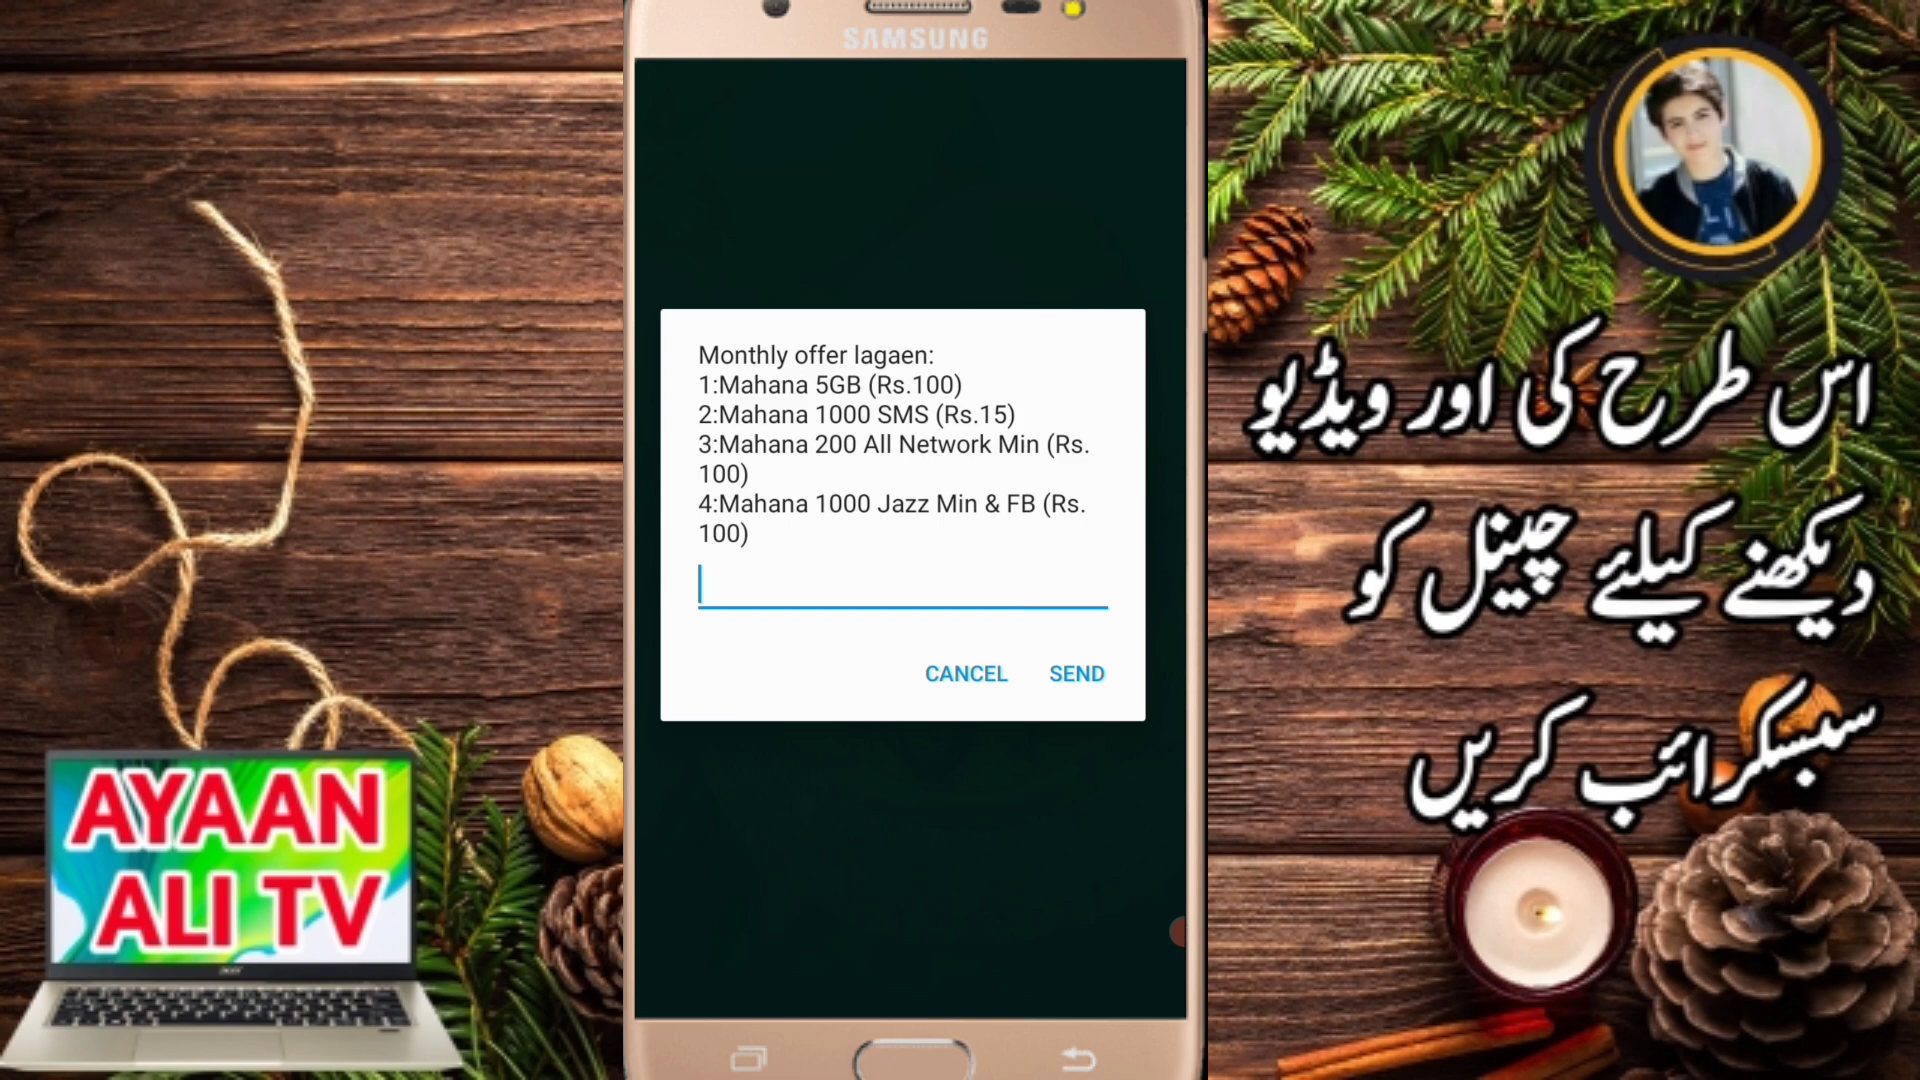 SAMSUNG
Monthly offer lagaen:
1:Mahana 5GB (Rs.100)
2:Mahana 1000 SMS (Rs.15)
3:Mahana 200 All Network Min (Rs.
100)
4:Mahana 1000 Jazz Min & FB (Rs.
100)
CANCEL SEND
AYAAN
ALI TV
acer
اس طرح کی اور ویڈیو
دیکھنے کیلئے چینل کو
سبسکرائب کریں